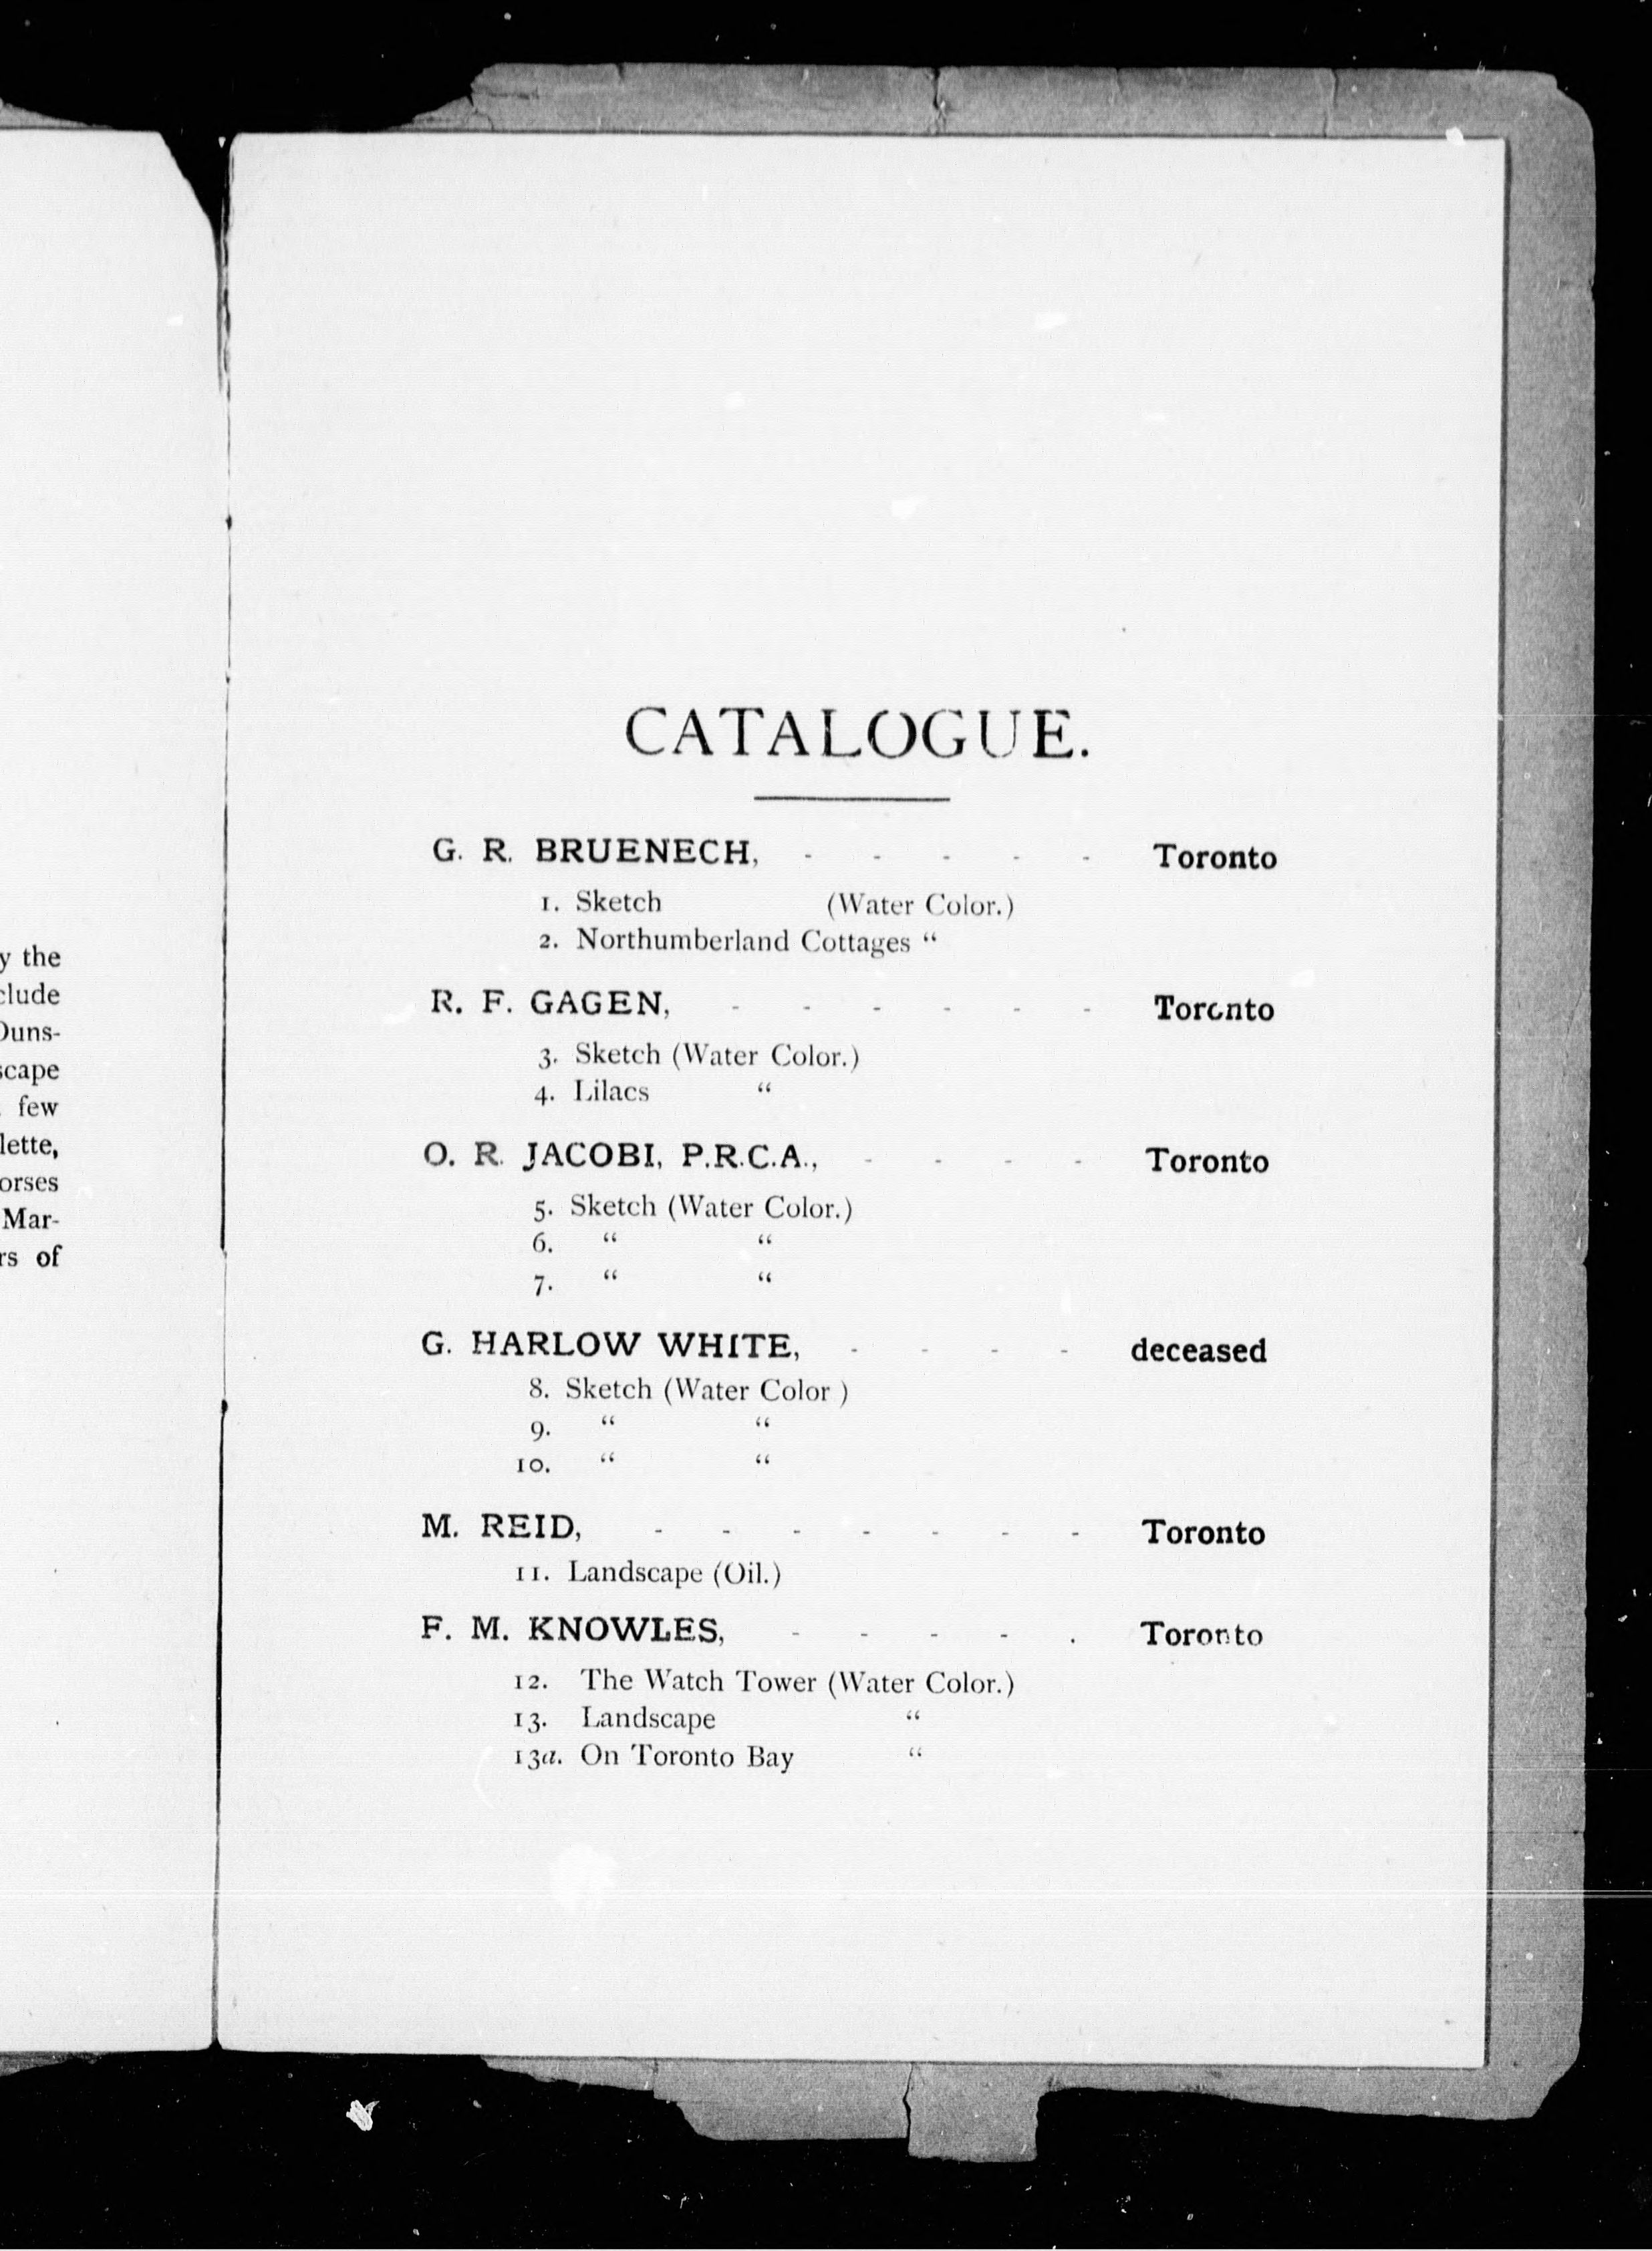 y the
clude
Duns-
scape
few
lette,
orses
Mar-
rs of
CATALOGUE.
G. R. BRUENECH, - - - - - Toronto
1. Sketch (Water Color.)
2. Northumberland Cottages “
R. F. GAGEN, - - - - - - Toronto
3. Sketch (Water Color.)
4. Lilacs “
O. R. JACOBI, P.R.C.A., - - - - Toronto
5. Sketch (Water Color.)
6. “ “
7. “ “
G. HARLOW WHITE, - - - - deceased
8. Sketch (Water Color )
9. “ “
10. “ “
M. REID, - - - - - - - Toronto
11. Landscape (Oil.)
F. M. KNOWLES, - - - - . Toronto
12. The Watch Tower (Water Color.)
13. Landscape “
13a. On Toronto Bay “